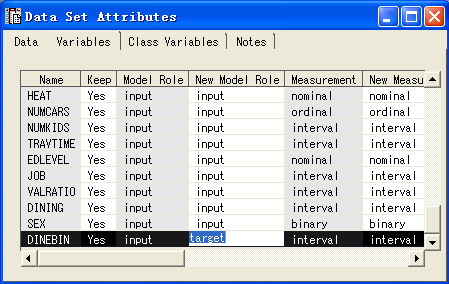 Data Set Attributes
Data Variables Class Variables Notes
Name Keep Model Role New Model Role Measurement New Measu
HEAT Yes input input nominal nominal
NUMCARS Yes input input ordinal ordinal
NUMKIDS Yes input input interval interval
TRAVTIME Yes input input interval interval
EDLEVEL Yes input input nominal nominal
JOB Yes input input interval interval
VALRATIO Yes input input interval interval
DINING Yes input input interval interval
SEX Yes input input binary binary
DINEBIN Yes input target interval interval